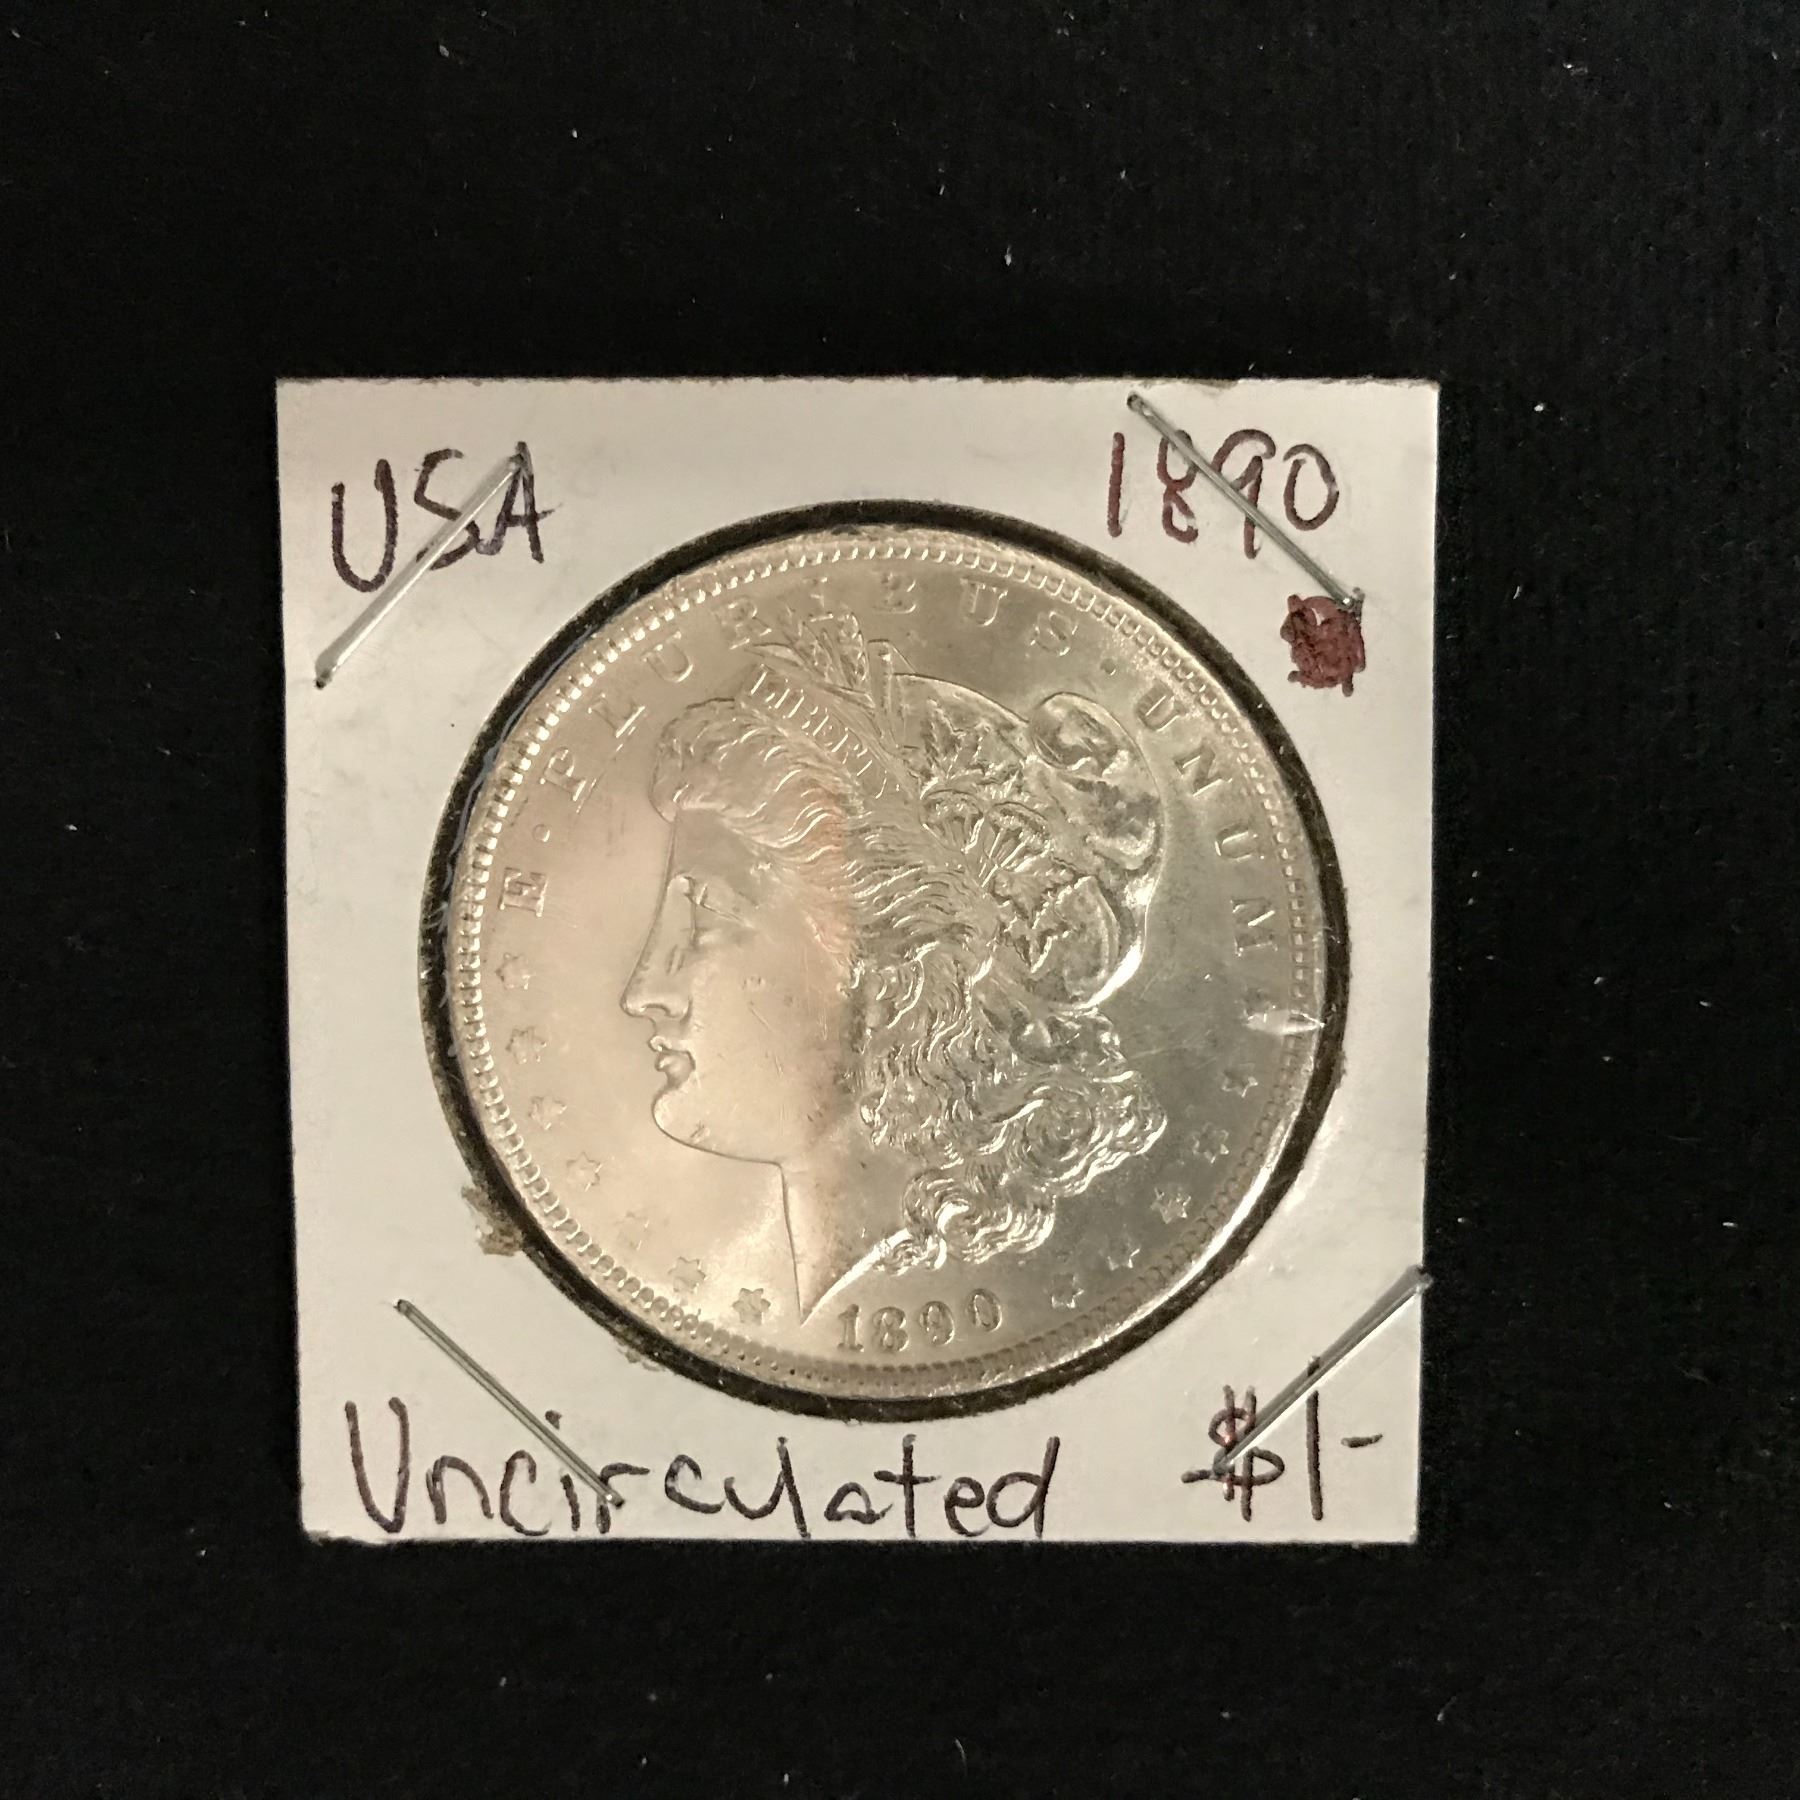 USA
1890
E·PLURIBUS·UNUM
LIBERTY
1890
Uncirculated
$1-